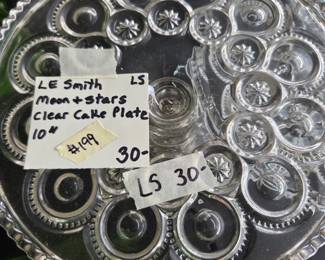 LE Smith LS
Moon + stars
Clear Cake Plate
10"
#199
30-
LS 30-